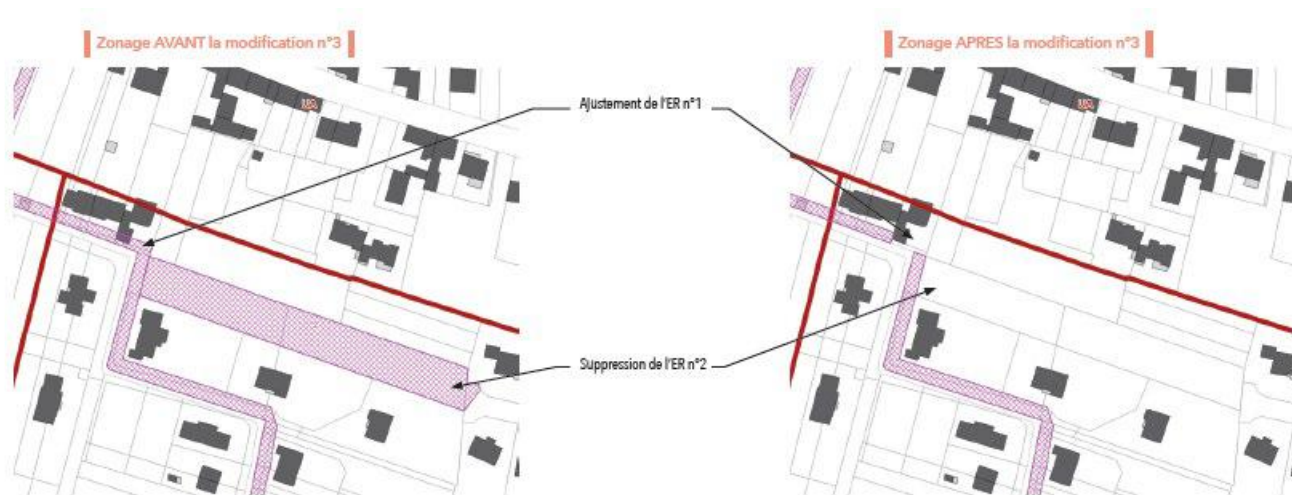 Zonage AVANT la modification n°3
Zonage APRES la modification n°3
UA
Ajustement de l'ER n°1
UA
Suppression de l'ER n°2